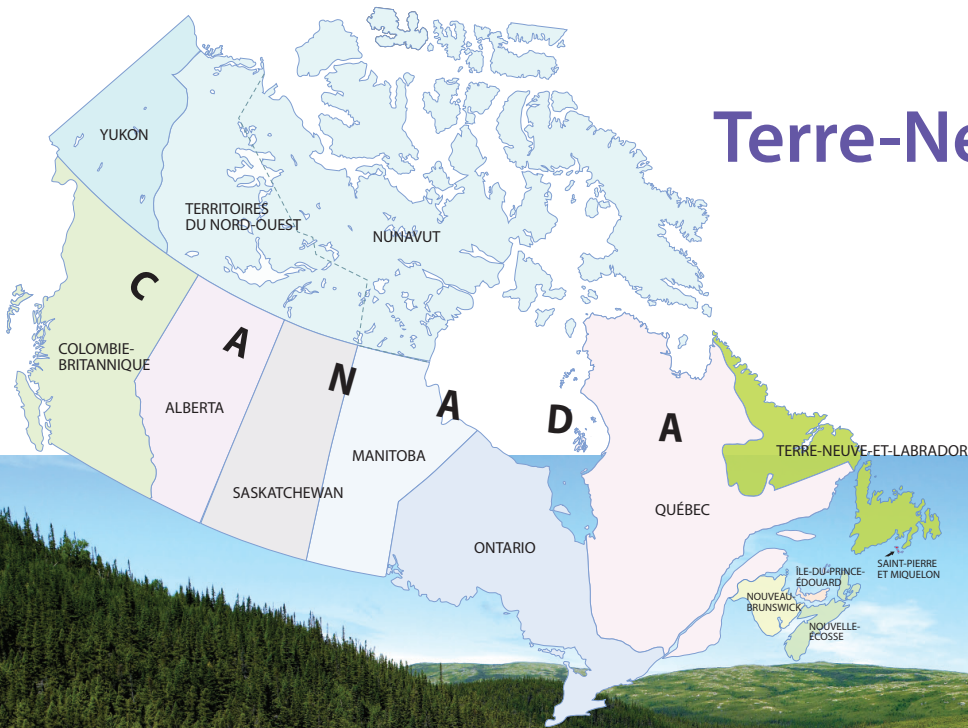 Terre-Ne
YUKON
TERRITOIRES
DU NORD-OUEST
NUNAVUT
C A N A D A
COLOMBIE-
BRITANNIQUE
ALBERTA
SASKATCHEWAN
MANITOBA
ONTARIO
QUÉBEC
TERRE-NEUVE-ET-LABRADOR
SAINT-PIERRE
ET MIQUELON
ÎLE-DU-PRINCE-
ÉDOUARD
NOUVEAU-
BRUNSWICK
NOUVELLE-
ÉCOSSE